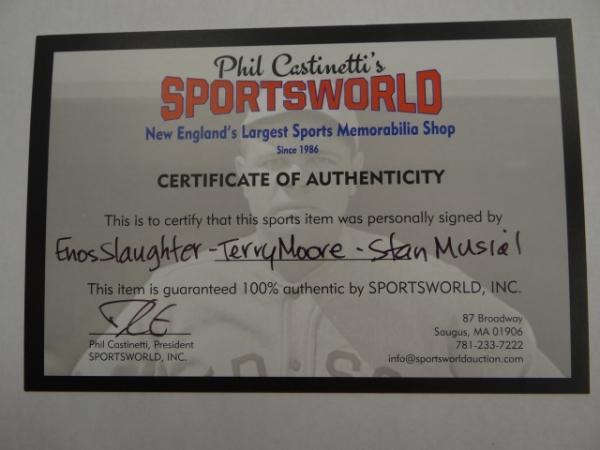 Phil Castinetti's
SPORTSWORLD
New England's Largest Sports Memorabilia Shop
Since 1986
CERTIFICATE OF AUTHENTICITY
This is to certify that this sports item was personally signed by
Enos Slaughter - Terry Moore - Stan Musial
This item is guaranteed 100% authentic by SPORTSWORLD, INC.
Phil Castinetti, President
SPORTSWORLD, INC.
87 Broadway
Saugus, MA 01906
781-233-7222
info@sportsworldauction.com